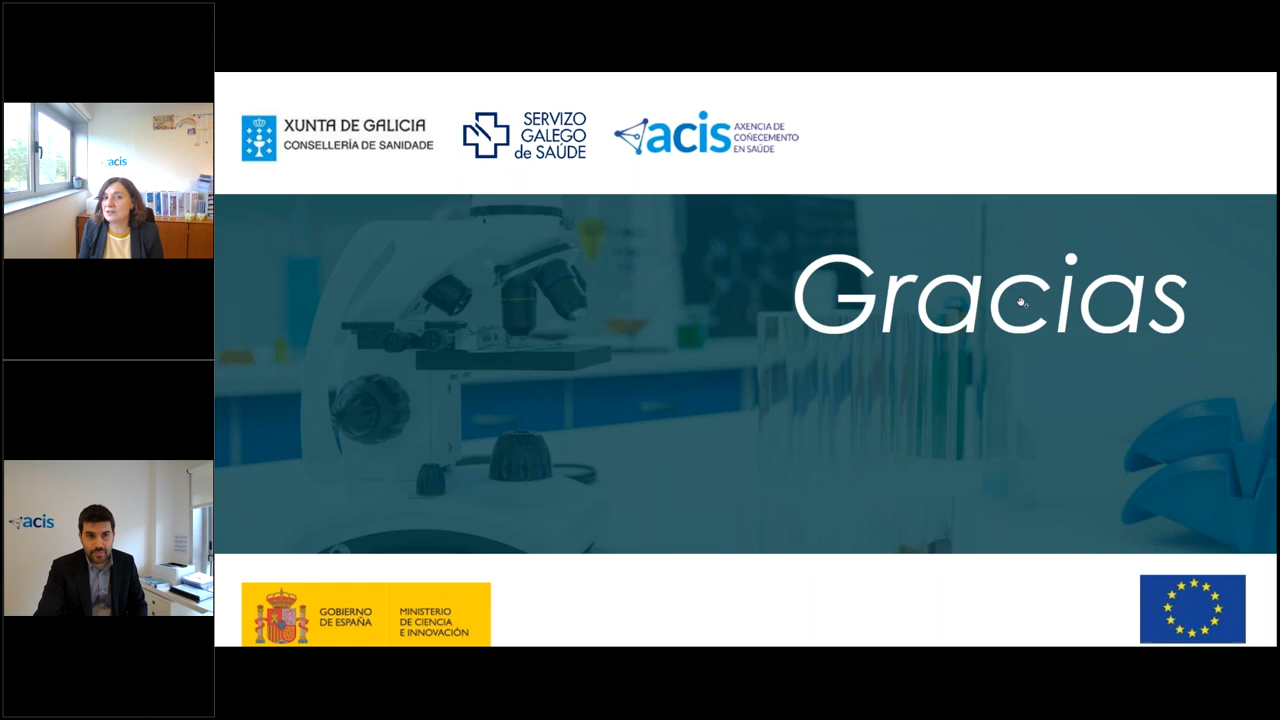 XUNTA DE GALICIA
CONSELLERÍA DE SANIDADE
SERVIZO
GALEGO
de SAÚDE
acis
AXENCIA DE
COÑECEMENTO
EN SAÚDE
acis
Gracias
acis
GOBIERNO
DE ESPAÑA
MINISTERIO
DE CIENCIA
E INNOVACIÓN